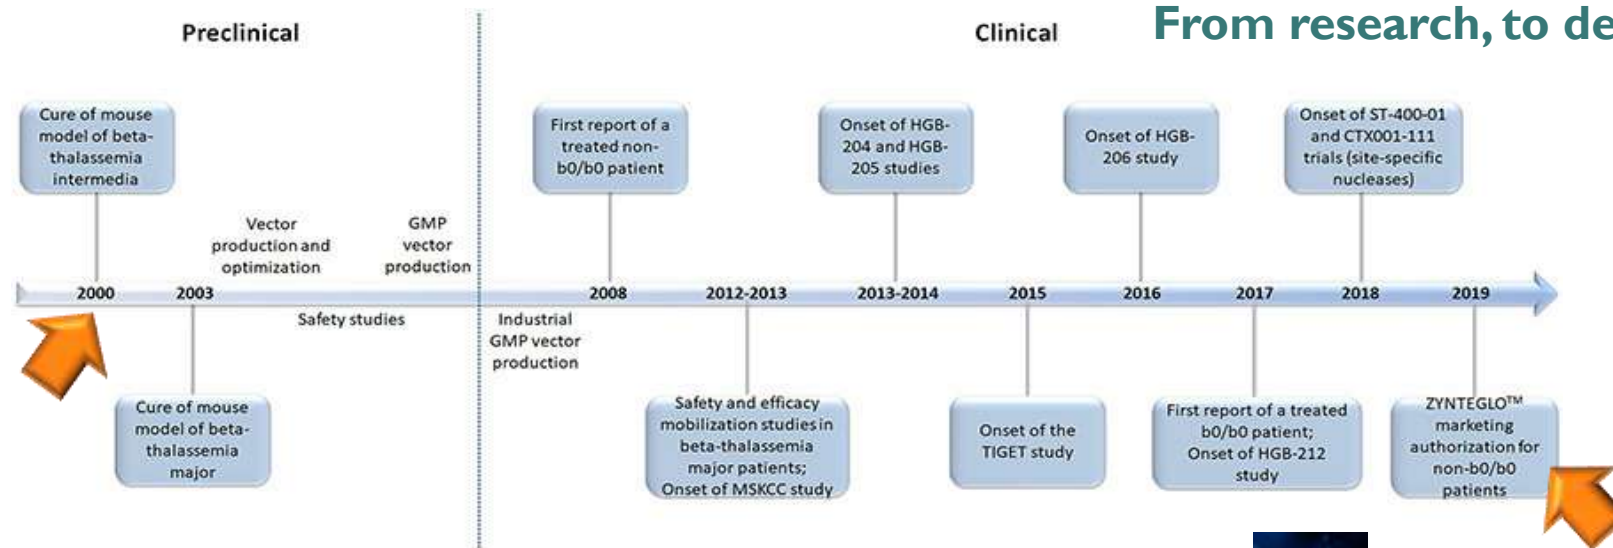 From research, to de
Preclinical
Clinical
Cure of mouse
model of beta-
thalassemia
intermedia
First report of a
treated non-
b0/b0 patient
Onset of HGB-
204 and HGB-
205 studies
Onset of HGB-
206 study
Onset of ST-400-01
and CTX001-111
trials (site-specific
nucleases)
Vector
production and
optimization
GMP
vector
production
2000
2003
2008
2012-2013
2013-2014
2015
2016
2017
2018
2019
Safety studies
Industrial
GMP vector
production
Cure of mouse
model of beta-
thalassemia
major
Safety and efficacy
mobilization studies in
beta-thalassemia
major patients;
Onset of MSKCC study
Onset of the
TIGET study
First report of a treated
b0/b0 patient;
Onset of HGB-212
study
ZYNTEGLO™
marketing
authorization for
non-b0/b0
patients